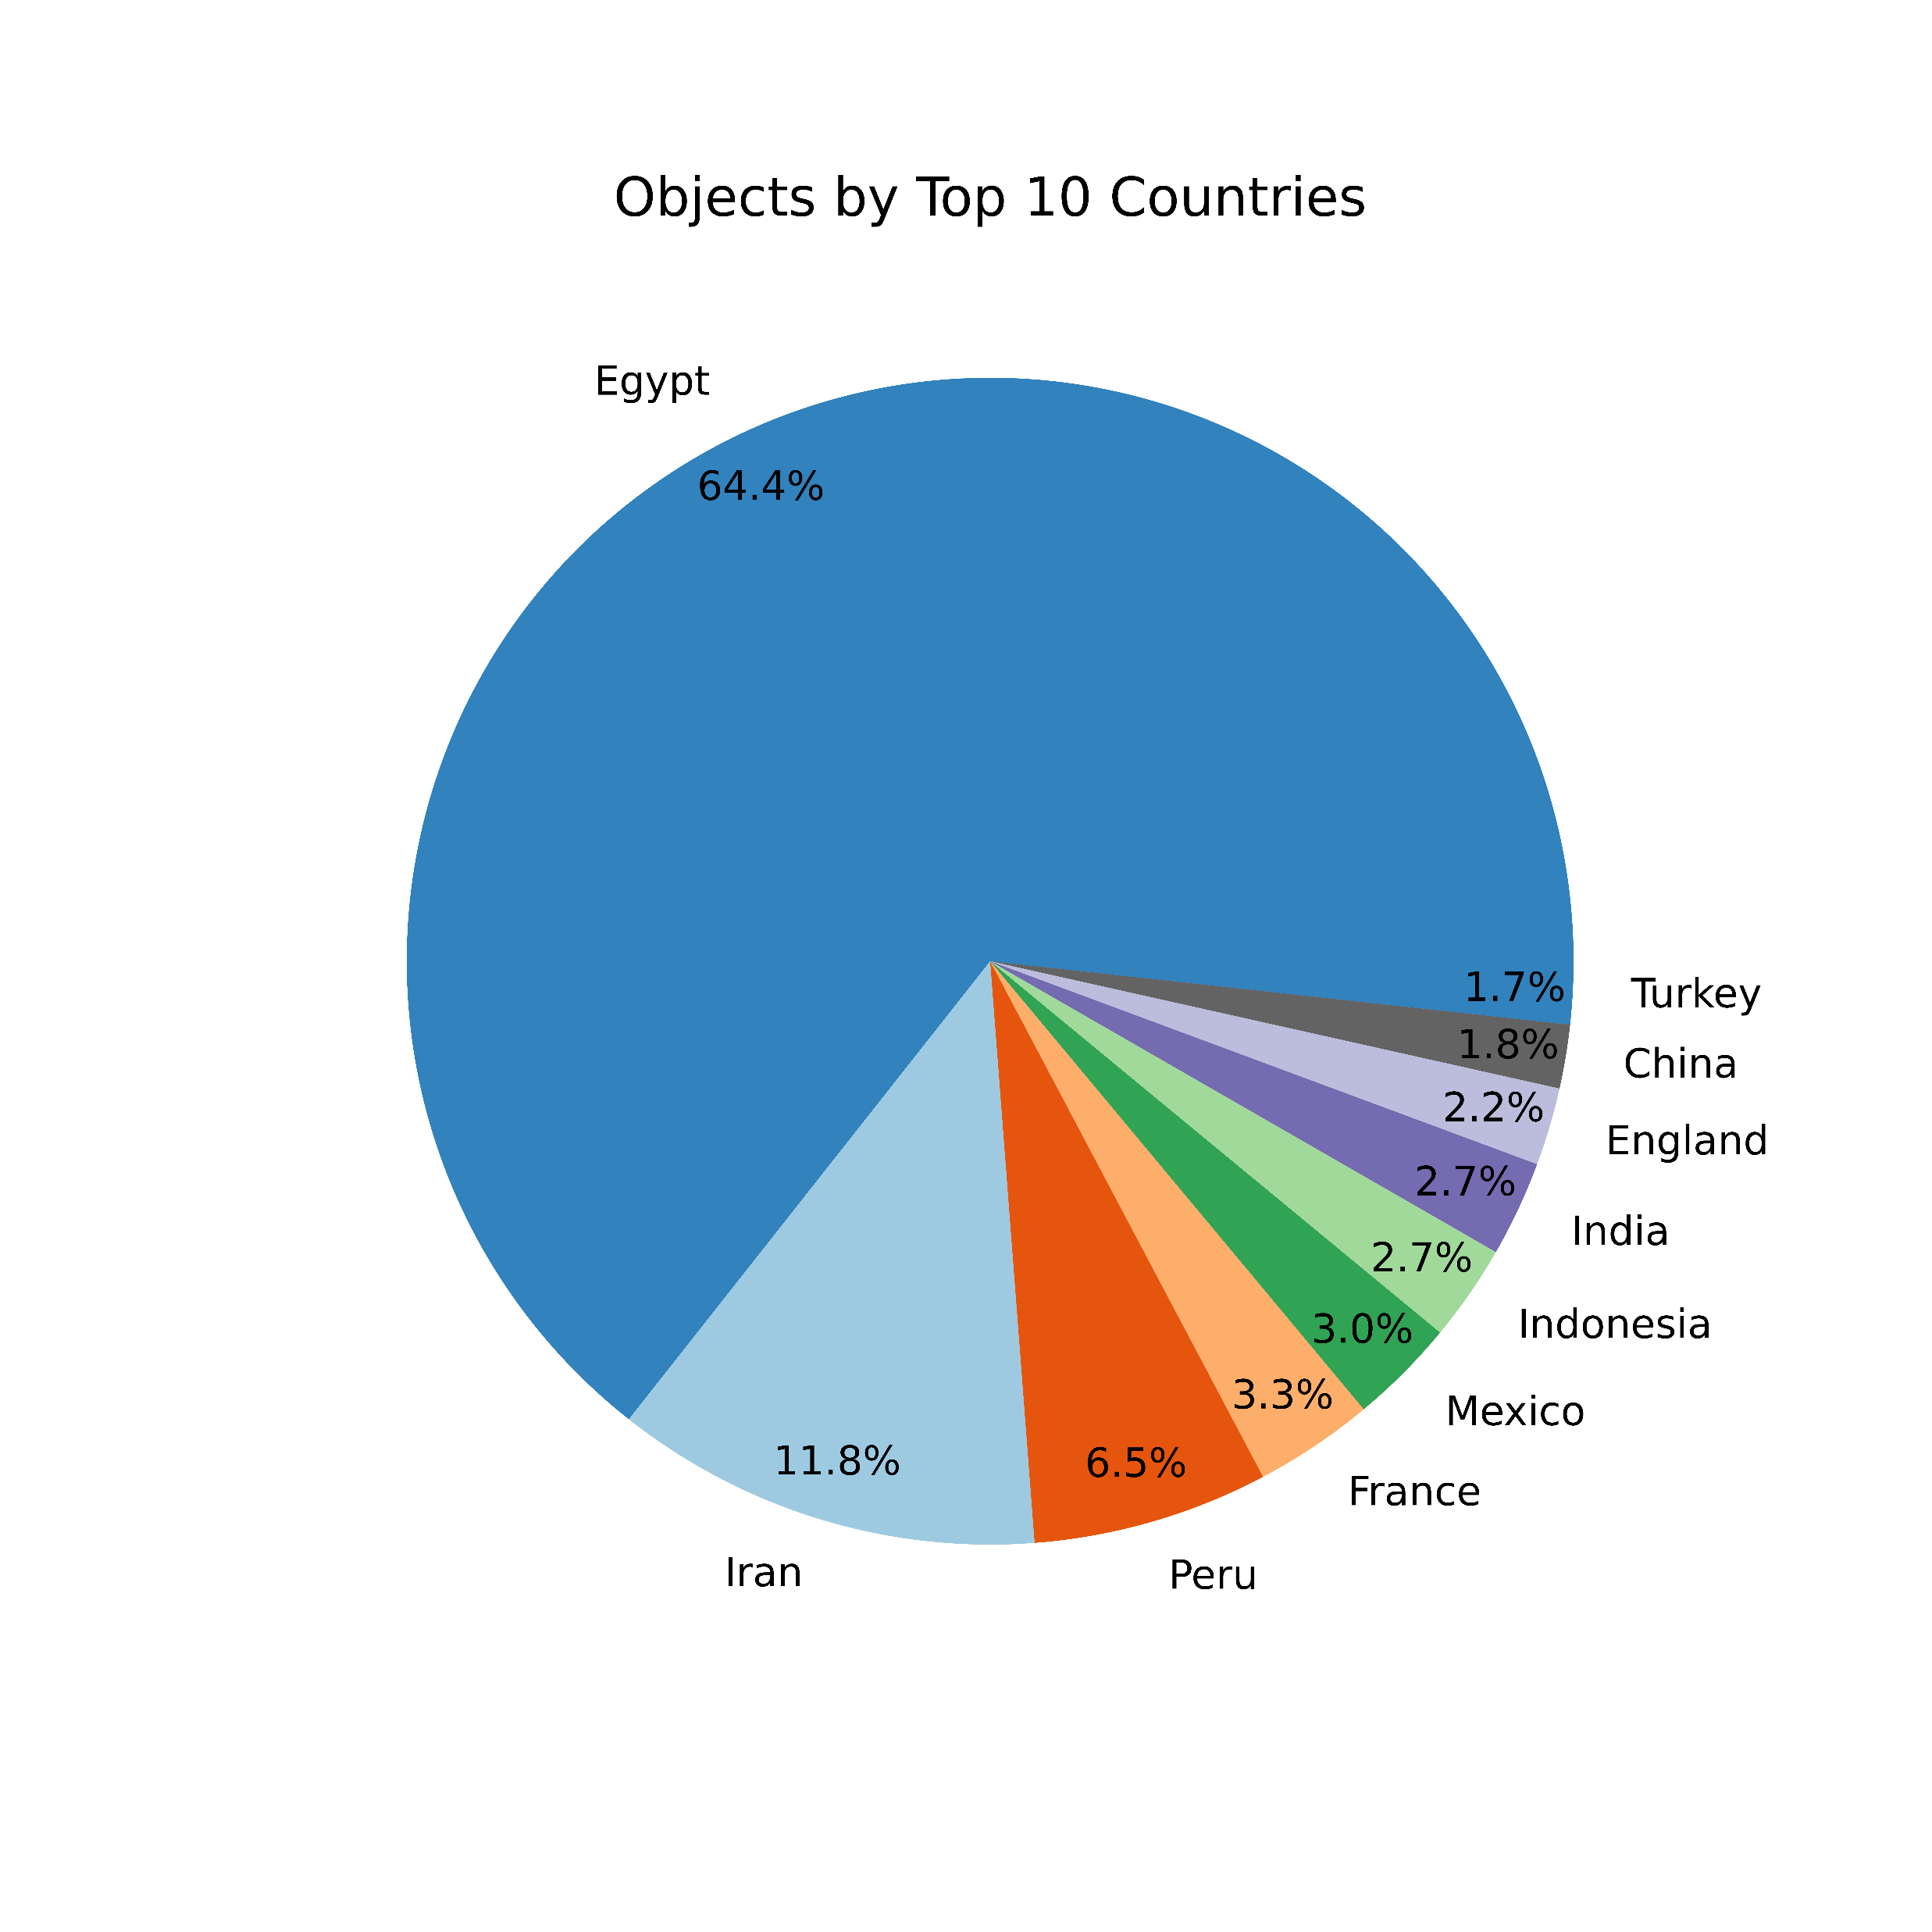 Objects by Top 10 Countries
Egypt
64.4%
1.7%
Turkey
1.8%
China
2.2%
England
2.7%
India
2.7%
Indonesia
3.0%
Mexico
3.3%
France
6.5%
Peru
11.8%
Iran